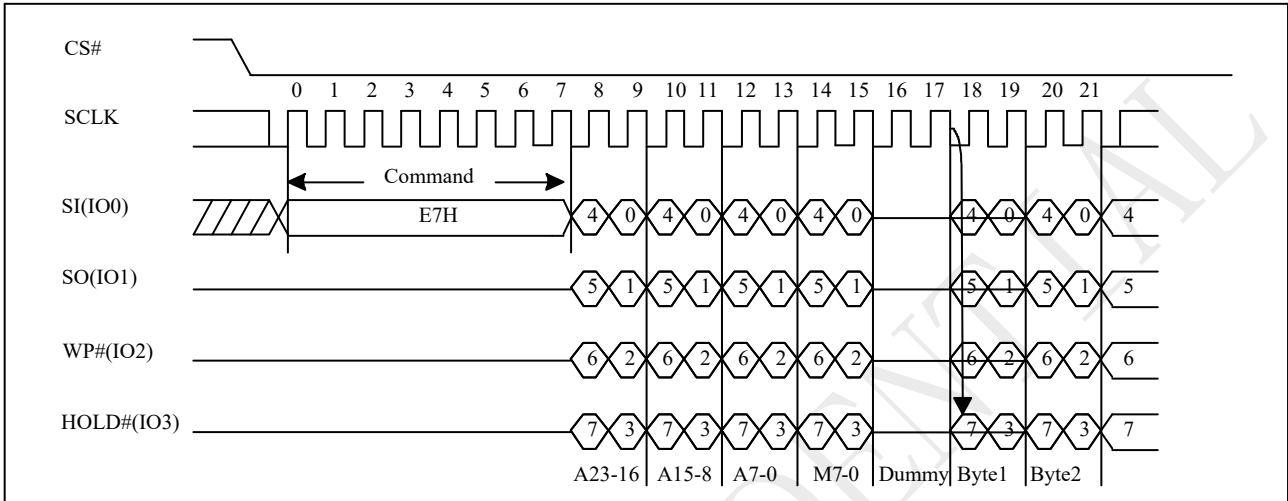 CS#
0 1 2 3 4 5 6 7 8 9 10 11 12 13 14 15 16 17 18 19 20 21
SCLK
Command
SI(IO0) E7H 4 0 4 0 4 0 4 0 4 0 4 0 4
SO(IO1) 5 1 5 1 5 1 5 1 5 1 5 1 5
WP#(IO2) 6 2 6 2 6 2 6 2 6 2 6 2 6
HOLD#(IO3) 7 3 7 3 7 3 7 3 7 3 7 3 7
A23-16 A15-8 A7-0 M7-0 Dummy Byte1 Byte2
DENTIAL